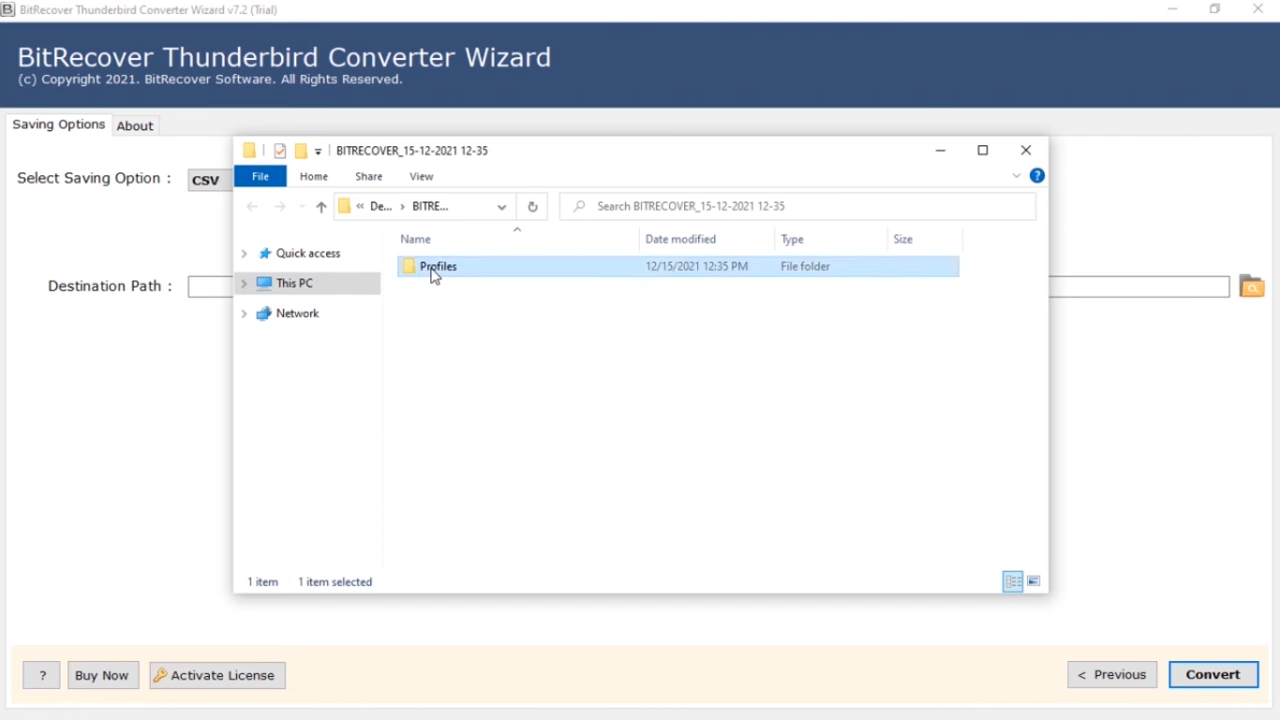 BitRecover Thunderbird Converter Wizard v7.2 (Trial)
BitRecover Thunderbird Converter Wizard
(c) Copyright 2021. BitRecover Software. All Rights Reserved.
Saving Options
About
BITRECOVER_15-12-2021 12-35
Select Saving Option :
CSV
File
Home
Share
View
?
« De... › BITRE...
Search BITRECOVER_15-12-2021 12-35
Name
Date modified
Type
Size
Quick access
Profiles
12/15/2021 12:35 PM
File folder
Destination Path :
This PC
Network
1 item
1 item selected
?
Buy Now
Activate License
< Previous
Convert